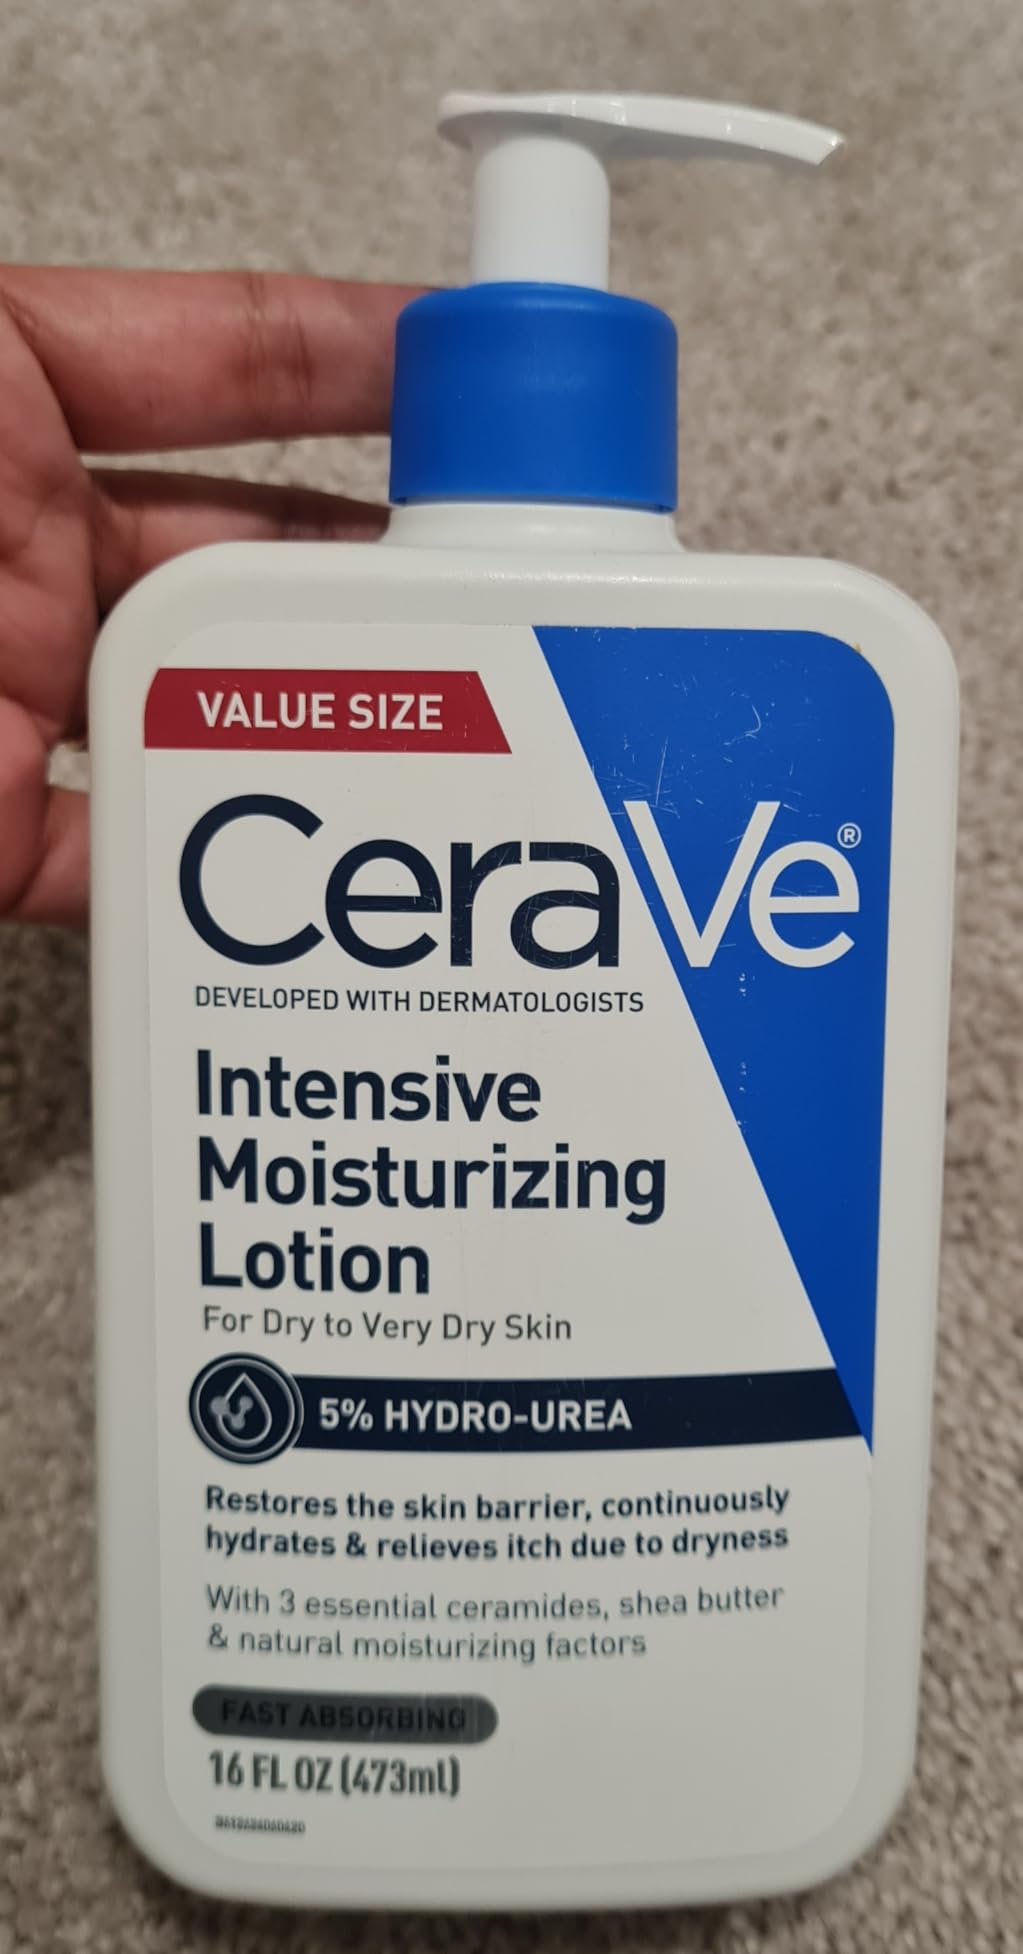 VALUE SIZE
CeraVe®
DEVELOPED WITH DERMATOLOGISTS
Intensive
Moisturizing
Lotion
For Dry to Very Dry Skin
5% HYDRO-UREA
Restores the skin barrier, continuously
hydrates & relieves itch due to dryness
With 3 essential ceramides, shea butter
& natural moisturizing factors
FAST ABSORBING
16 FL OZ (473ml)